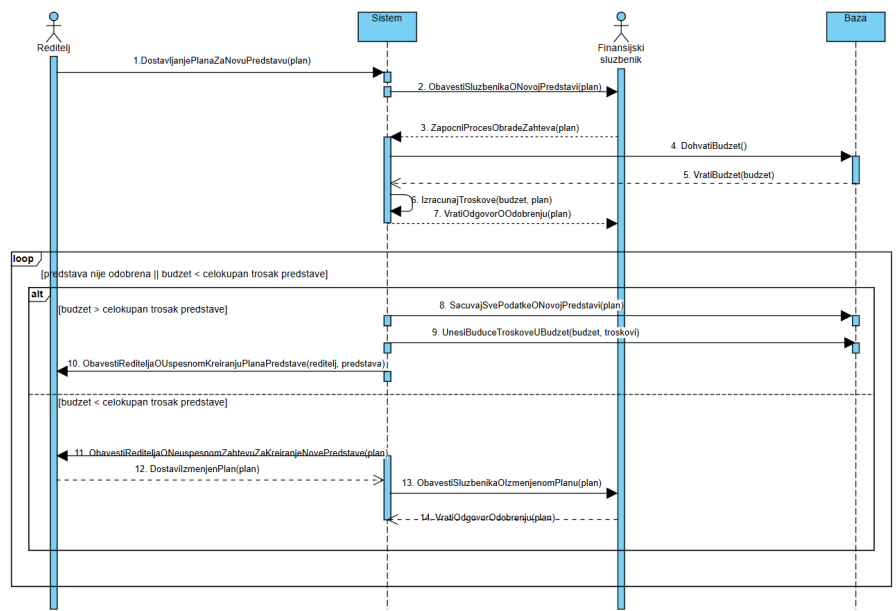 Reditelj
Sistem
Finansijski
sluzbenik
Baza
1.DostavljanjePlanaZaNovuPredstavu(plan)
2. ObavestiSluzbenikaONovojPredstavi(plan)
3. ZapocniProcesObradeZahteva(plan)
4. DohvatiBudzet()
5. VratiBudzet(budzet)
6. IzracunajTroskove(budzet, plan)
7. VratiOdgovorOOdobrenju(plan)
loop
[predstava nije odobrena || budzet < celokupan trosak predstave]
alt
[budzet > celokupan trosak predstave]
8. SacuvajSvePodatkeONovojPredstavi(plan)
9. UnesiBuduceTroskoveUBudzet(budzet, troskovi)
10. ObavestiRediteljaOUspesnomKreiranjuPlanaPredstave(reditelj, predstava)
[budzet < celokupan trosak predstave]
11. ObavestiRediteljaONeuspesnomZahtevuZaKreiranjeNovePredstave(plan)
12. DostaviIzmenjenPlan(plan)
13. ObavestiSluzbenikaOIzmenjenomPlanu(plan)
14. VratiOdgovorOdobrenju(plan)